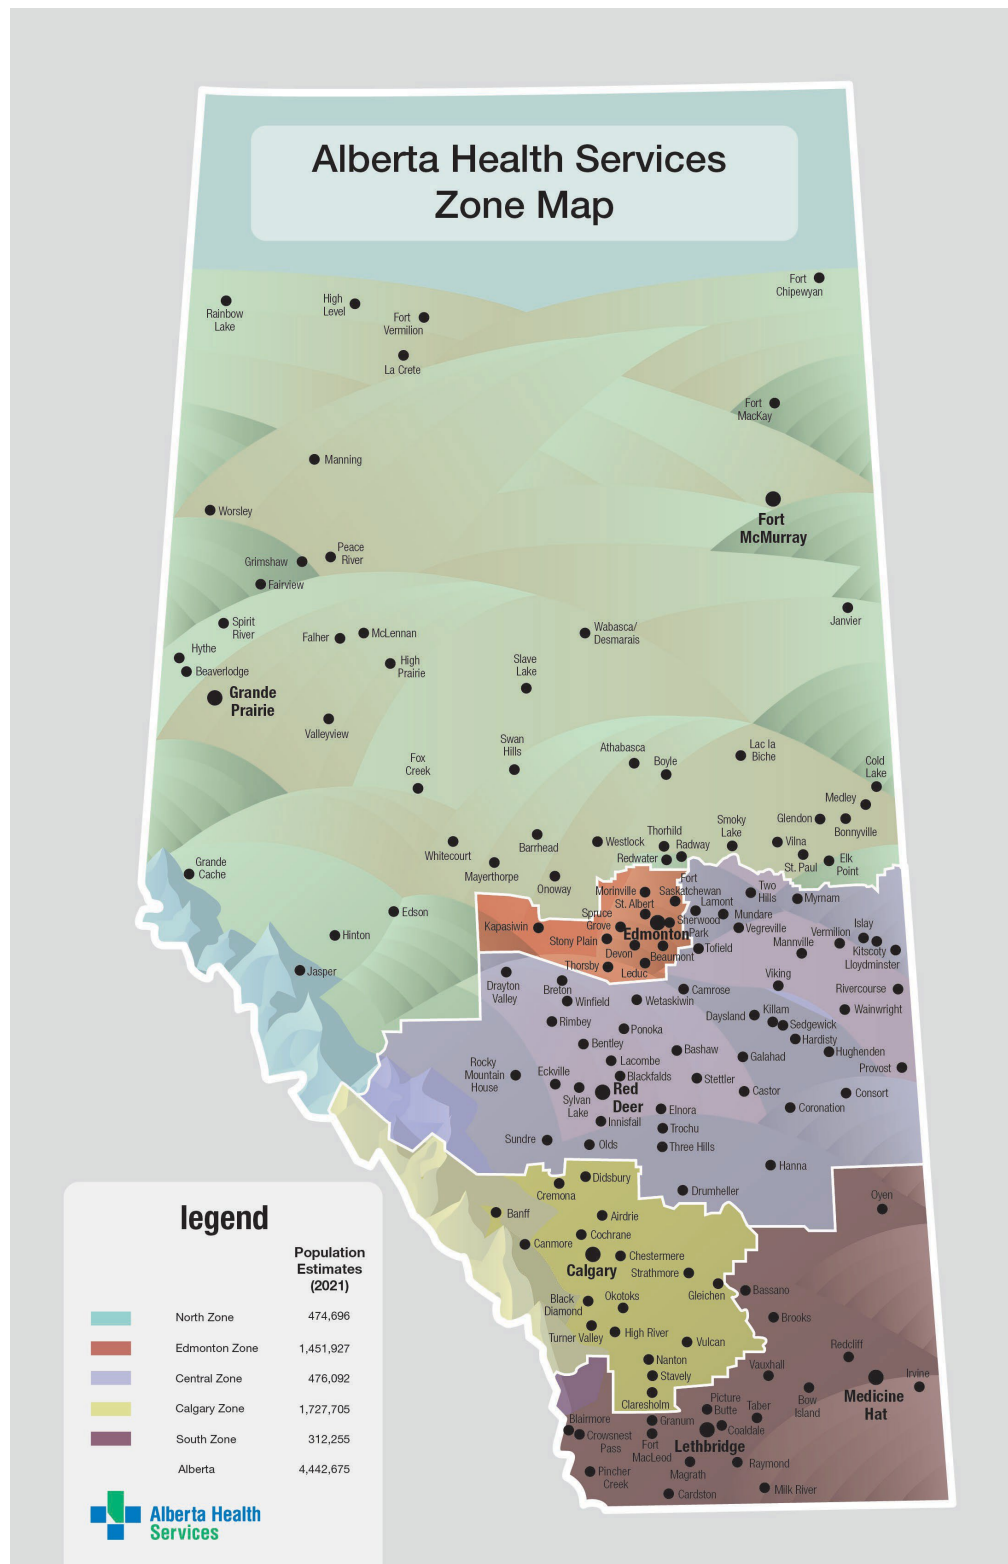 Alberta Health Services
Zone Map
Fort
Chipewyan
Rainbow
Lake
High
Level
Fort
Vermilion
La Crete
Fort
MacKay
Manning
Worsley
Fort
McMurray
Peace
River
Grimshaw
Fairview
Janvier
Spirit
River
Falher
McLennan
Wabasca/
Desmarais
Hythe
Beaverlodge
High
Prairie
Slave
Lake
Grande
Prairie
Valleyview
Swan
Hills
Athabasca
Boyle
Lac la
Biche
Fox
Creek
Cold
Lake
Medley
Glendon
Bonnyville
Smoky
Lake
Thorhild
Radway
Redwater
Westlock
Barrhead
Whitecourt
Mayerthorpe
Onoway
Vilna
St. Paul
Elk
Point
Grande
Cache
Edson
Hinton
Jasper
Fort
Saskatchewan
Morinville
St. Albert
Spruce
Grove
Sherwood
Park
Edmonton
Kapasiwin
Stony Plain
Devon
Beaumont
Thorsby
Leduc
Lamont
Mundare
Two
Hills
Myrnam
Vegreville
Tofield
Mannville
Vermilion
Islay
Kitscoty
Lloydminster
Viking
Rivercourse
Drayton
Valley
Breton
Winfield
Wetaskiwin
Camrose
Wainwright
Daysland
Killam
Sedgewick
Hardisty
Hughenden
Rimbey
Ponoka
Bentley
Bashaw
Galahad
Provost
Rocky
Mountain
House
Eckville
Lacombe
Blackfalds
Stettler
Castor
Consort
Sylvan
Lake
Red
Deer
Coronation
Elnora
Innisfail
Trochu
Sundre
Olds
Three Hills
Hanna
Didsbury
Cremona
Drumheller
Oyen
Banff
Airdrie
Cochrane
Canmore
Chestermere
Calgary
Strathmore
Gleichen
Bassano
Black
Diamond
Okotoks
Brooks
Turner Valley
High River
Vulcan
Redcliff
Nanton
Vauxhall
Stavely
Irvine
Medicine
Hat
Bow
Island
Claresholm
Picture
Butte
Taber
Blairmore
Granum
Coaldale
Crowsnest
Pass
Fort
MacLeod
Lethbridge
Pincher
Creek
Magrath
Raymond
Cardston
Milk River
legend
Population
Estimates
(2021)
North Zone 474,696
Edmonton Zone 1,451,927
Central Zone 476,092
Calgary Zone 1,727,705
South Zone 312,255
Alberta 4,442,675
Alberta Health
Services